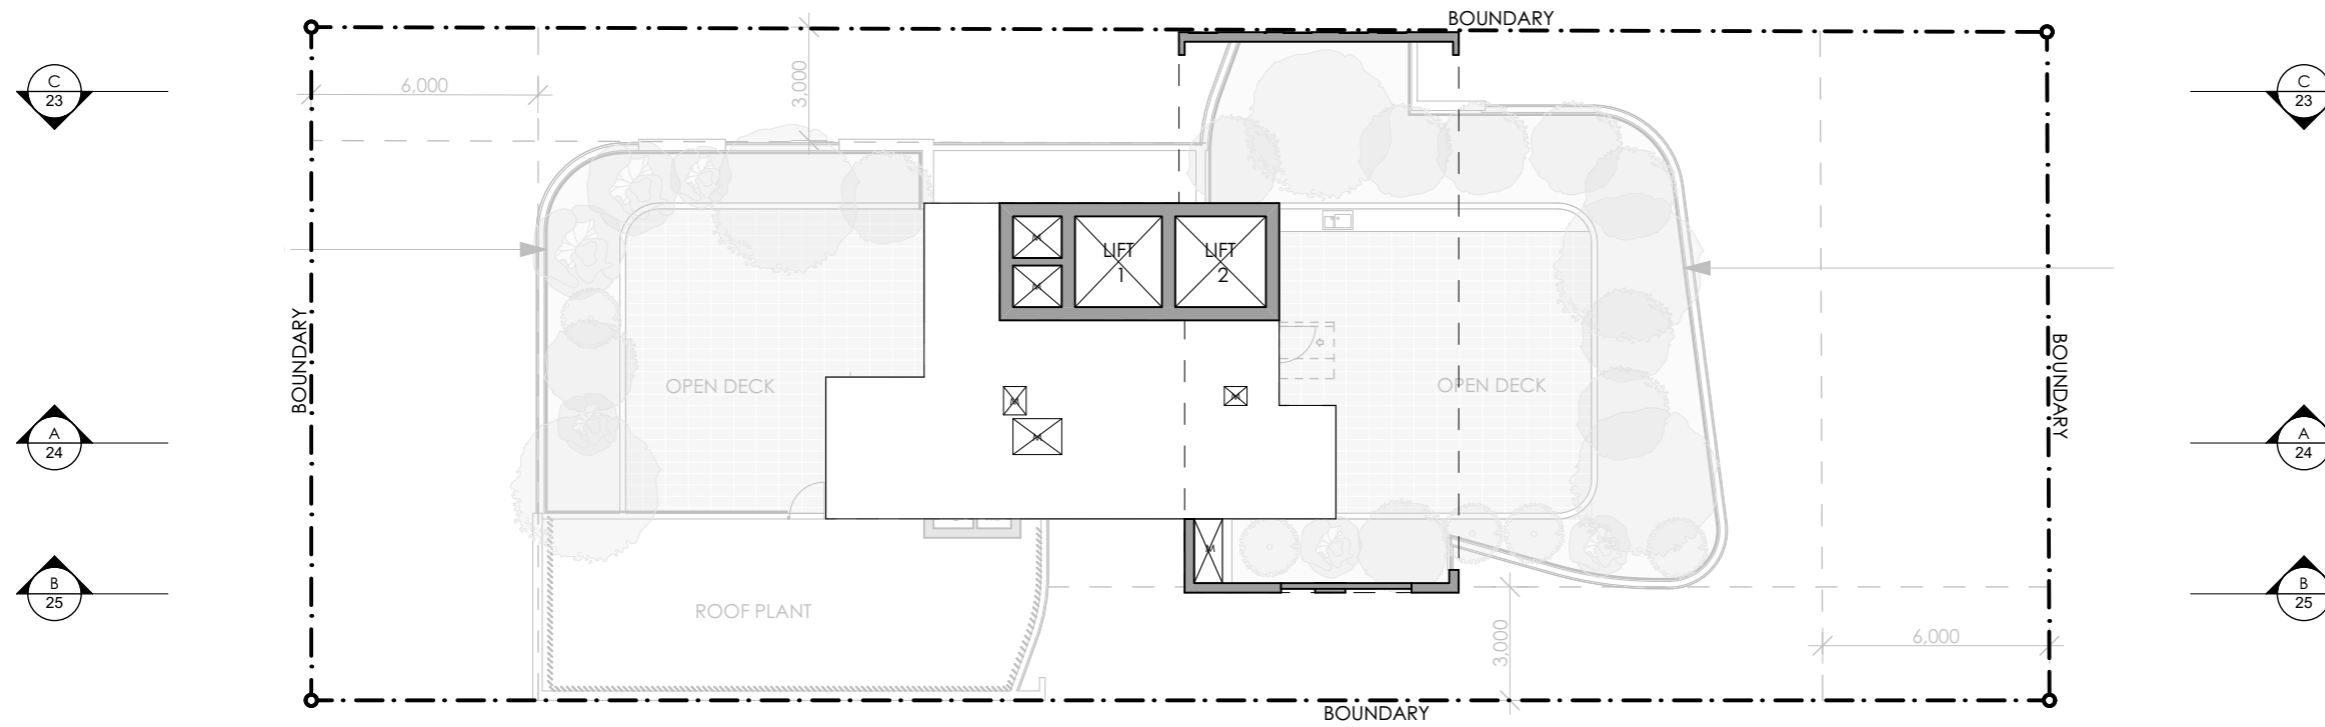 BOUNDARY
C
23
6,000
3,000
C
23
LIFT
1
LIFT
2
M
M
BOUNDARY
BOUNDARY
OPEN DECK
OPEN DECK
M
M
M
A
24
A
24
M
B
25
B
25
ROOF PLANT
3,000
6,000
BOUNDARY